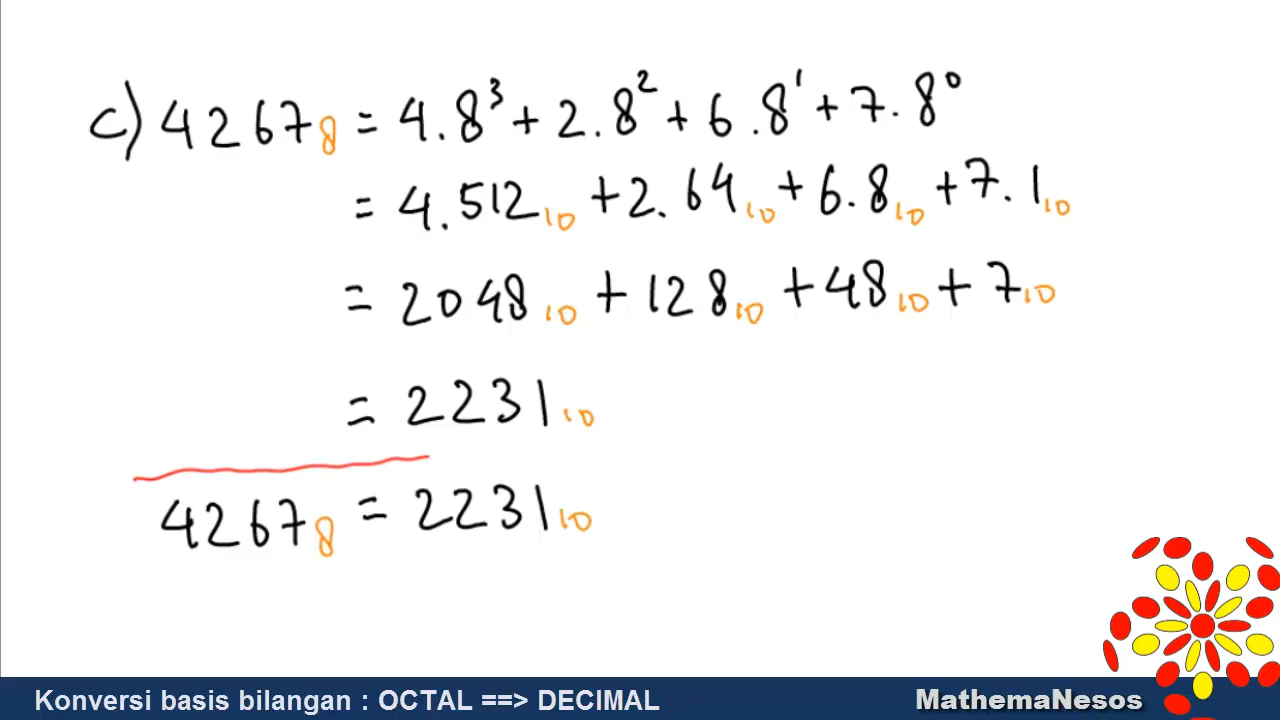 c) 4267₈ = 4.8³ + 2.8² + 6.8¹ + 7.8⁰
= 4.512₁₀ + 2.64₁₀ + 6.8₁₀ + 7.1₁₀
= 2048₁₀ + 128₁₀ + 48₁₀ + 7₁₀
= 2231₁₀
4267₈ = 2231₁₀
Konversi basis bilangan : OCTAL ==> DECIMAL
MathemaNesos